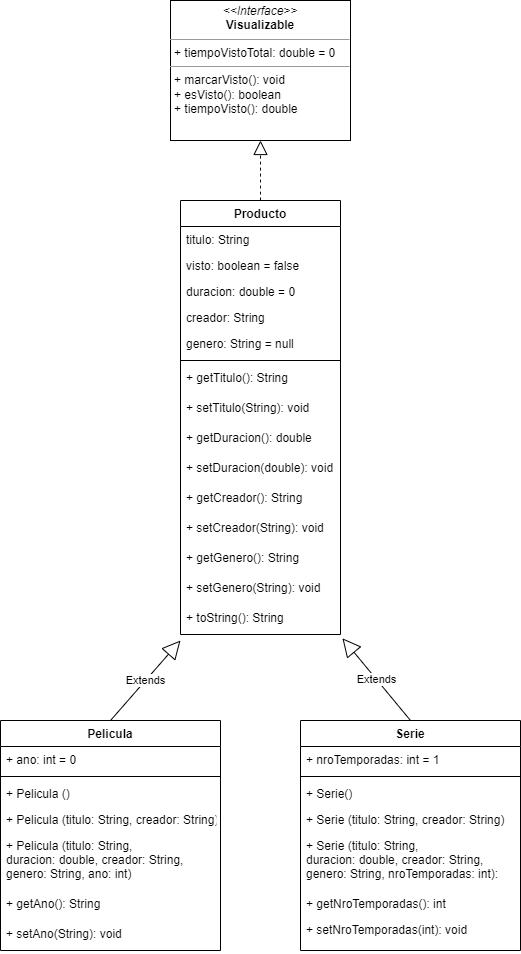 <<Interface>>
Visualizable
+ tiempoVistoTotal: double = 0
+ marcarVisto(): void
+ esVisto(): boolean
+ tiempoVisto(): double
Producto
titulo: String
visto: boolean = false
duracion: double = 0
creador: String
genero: String = null
+ getTitulo(): String
+ setTitulo(String): void
+ getDuracion(): double
+ setDuracion(double): void
+ getCreador(): String
+ setCreador(String): void
+ getGenero(): String
+ setGenero(String): void
+ toString(): String
Extends
Extends
Pelicula
+ ano: int = 0
+ Pelicula ()
+ Pelicula (titulo: String, creador: String)
+ Pelicula (titulo: String,
duracion: double, creador: String,
genero: String, ano: int)
+ getAno(): String
+ setAno(String): void
Serie
+ nroTemporadas: int = 1
+ Serie()
+ Serie (titulo: String, creador: String)
+ Serie (titulo: String,
duracion: double, creador: String,
genero: String, nroTemporadas: int):
+ getNroTemporadas(): int
+ setNroTemporadas(int): void